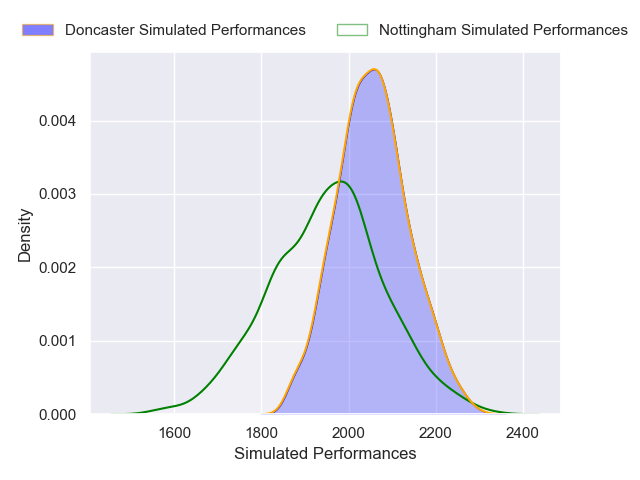 Doncaster Simulated Performances
Nottingham Simulated Performances
0.004
0.003
0.002
0.001
0.000
Density
1600
1800
2000
2200
2400
Simulated Performances